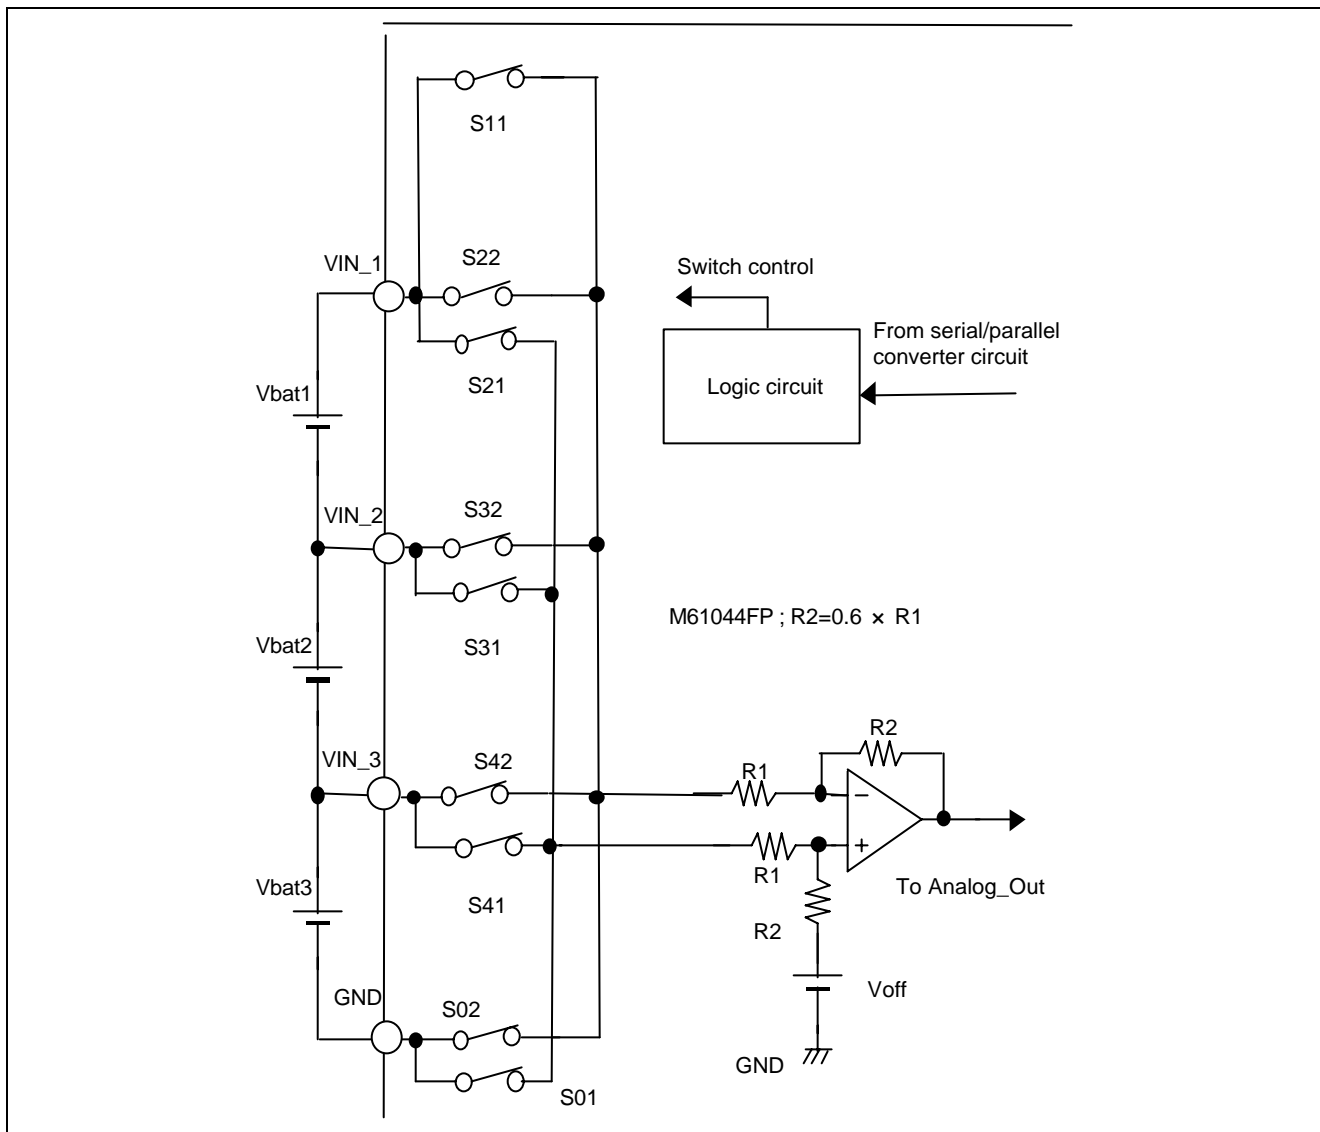 S11
VIN_1
S22
Switch control
From serial/parallel
converter circuit
Logic circuit
S21
Vbat1
VIN_2
S32
M61044FP ; R2=0.6 × R1
S31
Vbat2
R2
VIN_3
S42
R1
−
+
R1
To Analog_Out
Vbat3
S41
R2
GND
S02
Voff
GND
S01